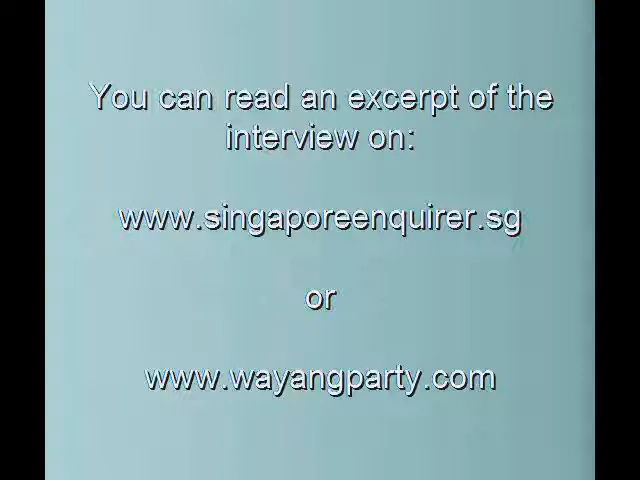 You can read an excerpt of the
interview on:
www.singaporeenquirer.sg
or
www.wayangparty.com